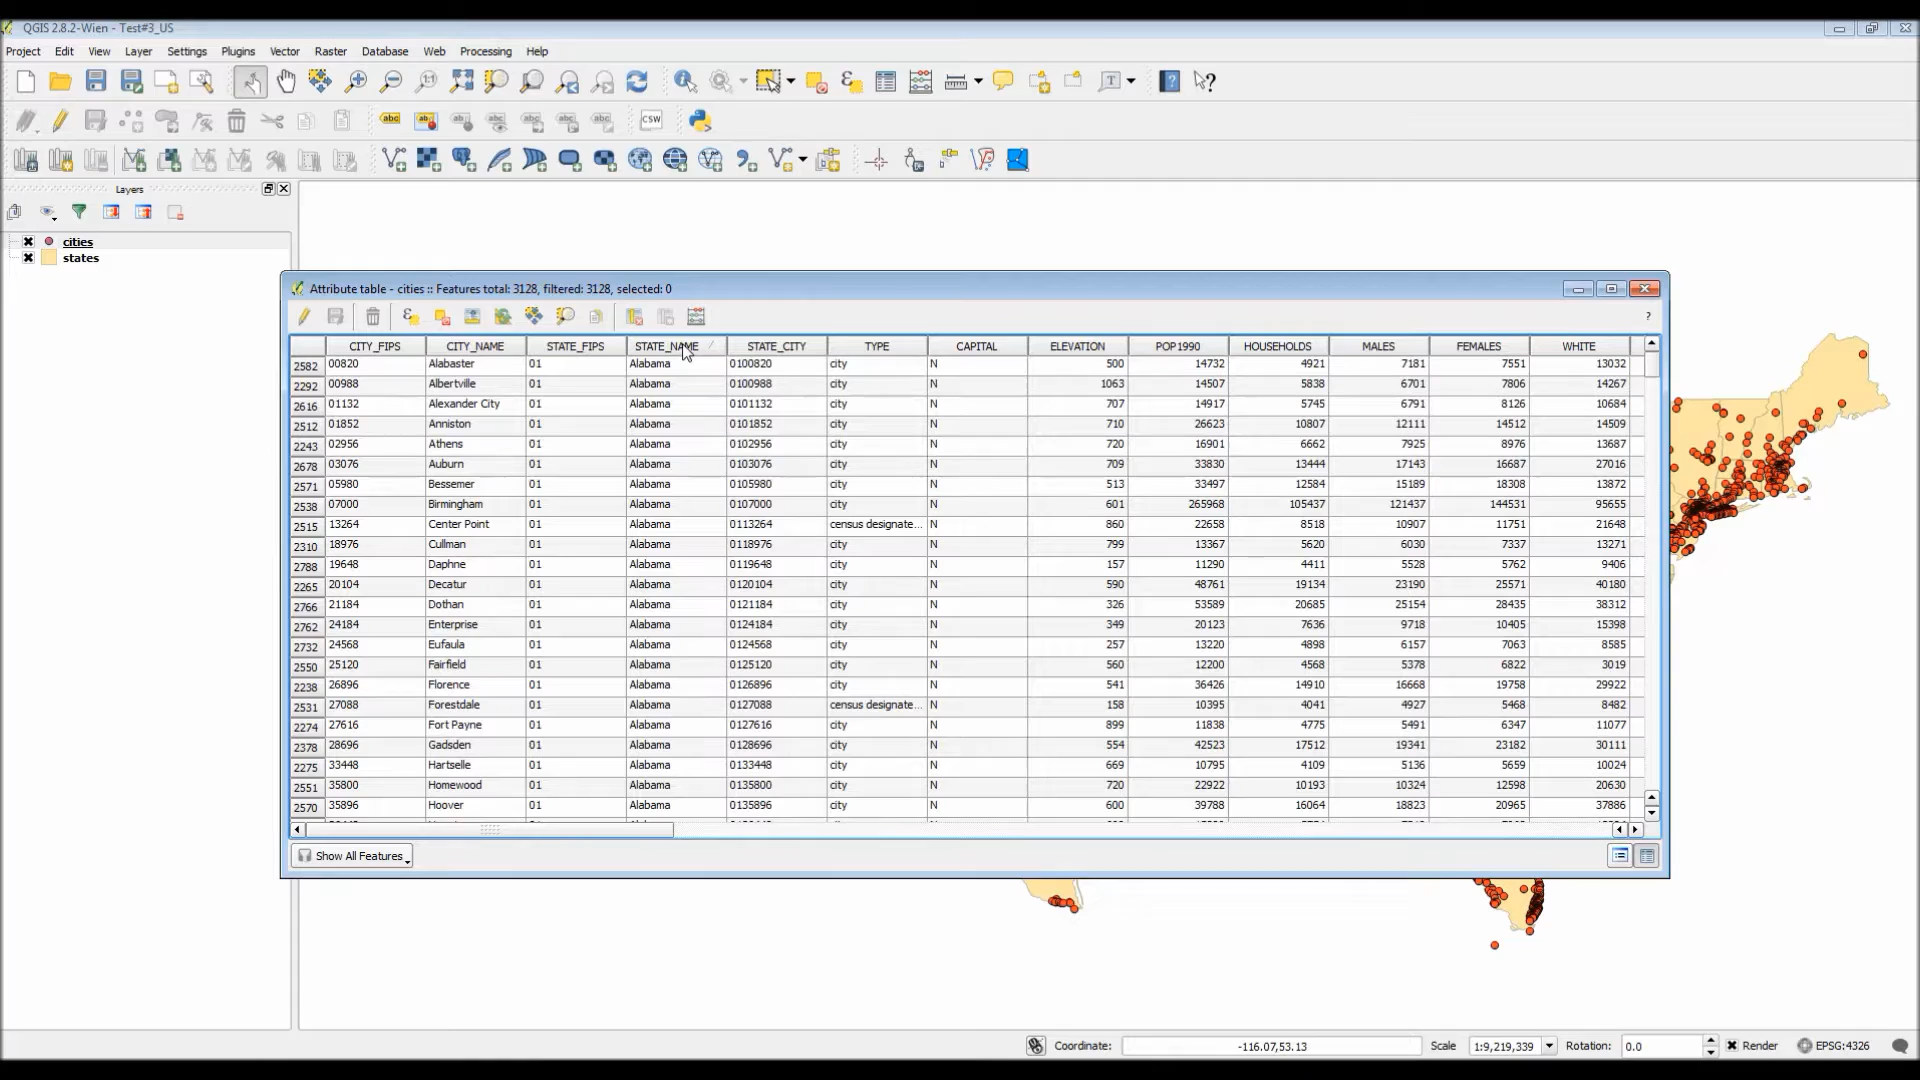 QGIS 2.8.2-Wien - Test#3_US
Project Edit View Layer Settings Plugins Vector Raster Database Web Processing Help
abc ab abc abc abc abc abc CSW
Layers
cities
states
Attribute table - cities :: Features total: 3128, filtered: 3128, selected: 0
?
CITY_FIPS CITY_NAME STATE_FIPS STATE_NAME STATE_CITY TYPE CAPITAL ELEVATION POP1990 HOUSEHOLDS MALES FEMALES WHITE
2582 00820 Alabaster 01 Alabama 0100820 city N 500 14732 4921 7181 7551 13032
2292 00988 Albertville 01 Alabama 0100988 city N 1063 14507 5838 6701 7806 14267
2616 01132 Alexander City 01 Alabama 0101132 city N 707 14917 5745 6791 8126 10684
2512 01852 Anniston 01 Alabama 0101852 city N 710 26623 10807 12111 14512 14509
2243 02956 Athens 01 Alabama 0102956 city N 720 16901 6662 7925 8976 13687
2678 03076 Auburn 01 Alabama 0103076 city N 709 33830 13444 17143 16687 27016
2571 05980 Bessemer 01 Alabama 0105980 city N 513 33497 12584 15189 18308 13872
2538 07000 Birmingham 01 Alabama 0107000 city N 601 265968 105437 121437 144531 95655
2515 13264 Center Point 01 Alabama 0113264 census designate... N 860 22658 8518 10907 11751 21648
2310 18976 Cullman 01 Alabama 0118976 city N 799 13367 5620 6030 7337 13271
2788 19648 Daphne 01 Alabama 0119648 city N 157 11290 4411 5528 5762 9406
2265 20104 Decatur 01 Alabama 0120104 city N 590 48761 19134 23190 25571 40180
2766 21184 Dothan 01 Alabama 0121184 city N 326 53589 20685 25154 28435 38312
2762 24184 Enterprise 01 Alabama 0124184 city N 349 20123 7636 9718 10405 15398
2732 24568 Eufaula 01 Alabama 0124568 city N 257 13220 4898 6157 7063 8585
2550 25120 Fairfield 01 Alabama 0125120 city N 560 12200 4568 5378 6822 3019
2238 26896 Florence 01 Alabama 0126896 city N 541 36426 14910 16668 19758 29922
2531 27088 Forestdale 01 Alabama 0127088 census designate... N 158 10395 4041 4927 5468 8482
2274 27616 Fort Payne 01 Alabama 0127616 city N 899 11838 4775 5491 6347 11077
2378 28696 Gadsden 01 Alabama 0128696 city N 554 42523 17512 19341 23182 30111
2275 33448 Hartselle 01 Alabama 0133448 city N 669 10795 4109 5136 5659 10024
2551 35800 Homewood 01 Alabama 0135800 city N 720 22922 10193 10324 12598 20630
2570 35896 Hoover 01 Alabama 0135896 city N 600 39788 16064 18823 20965 37886
Show All Features
Coordinate: -116.07,53.13 Scale 1:9,219,339 Rotation: 0.0 Render EPSG:4326